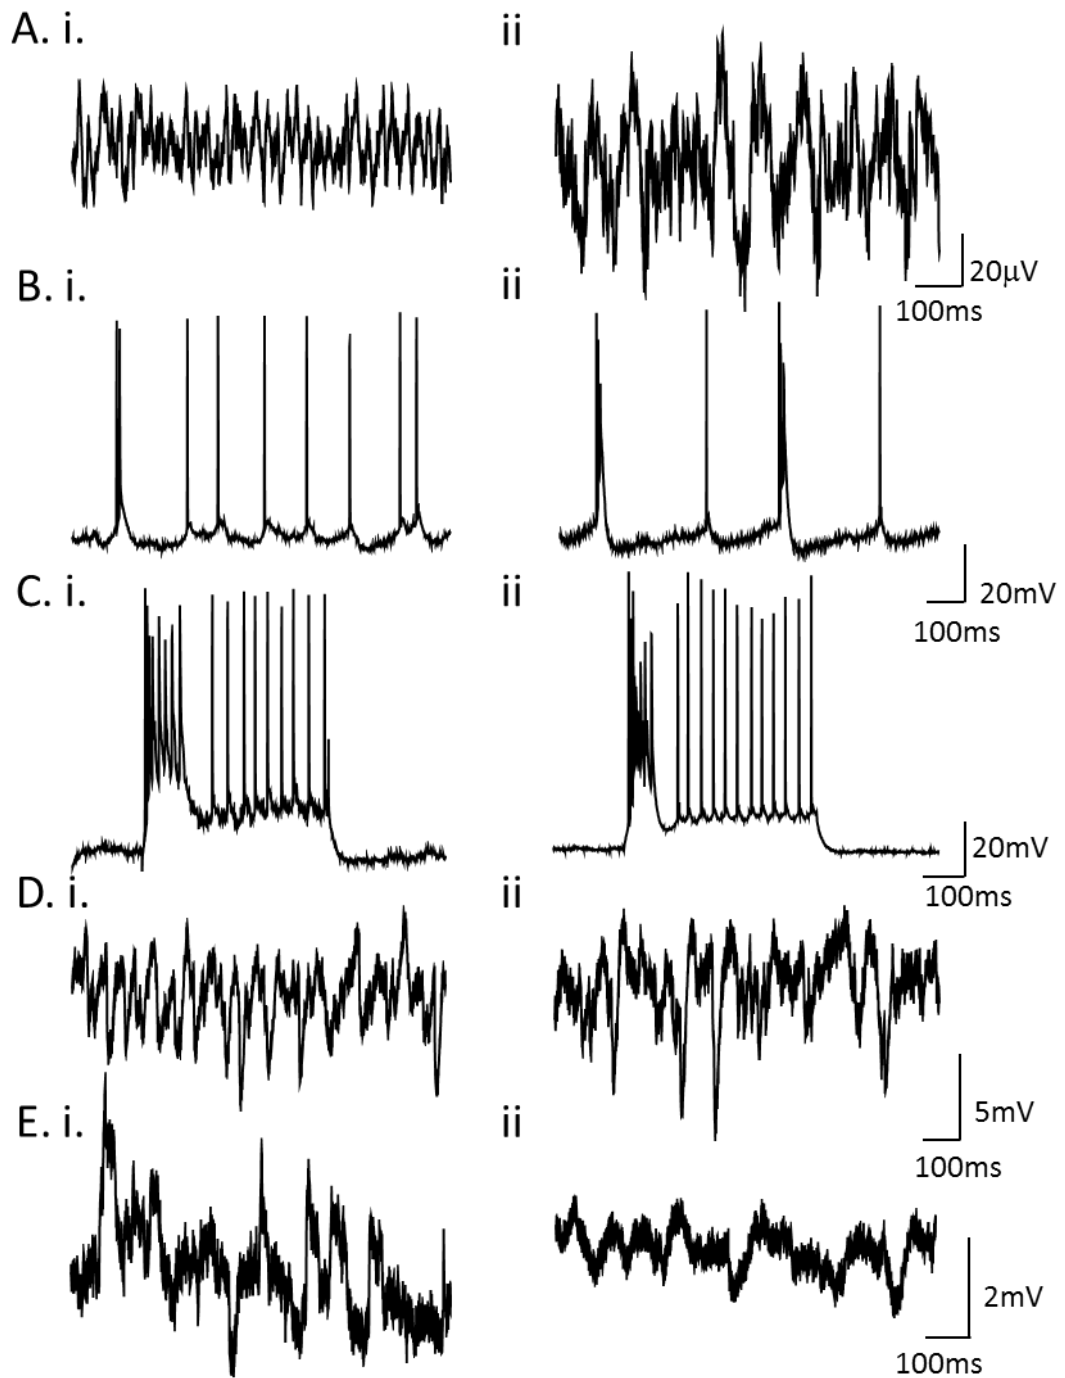 A. i. ii
20μV
100ms
B. i. ii
20mV
100ms
C. i. ii
20mV
100ms
D. i. ii
5mV
100ms
E. i. ii
2mV
100ms